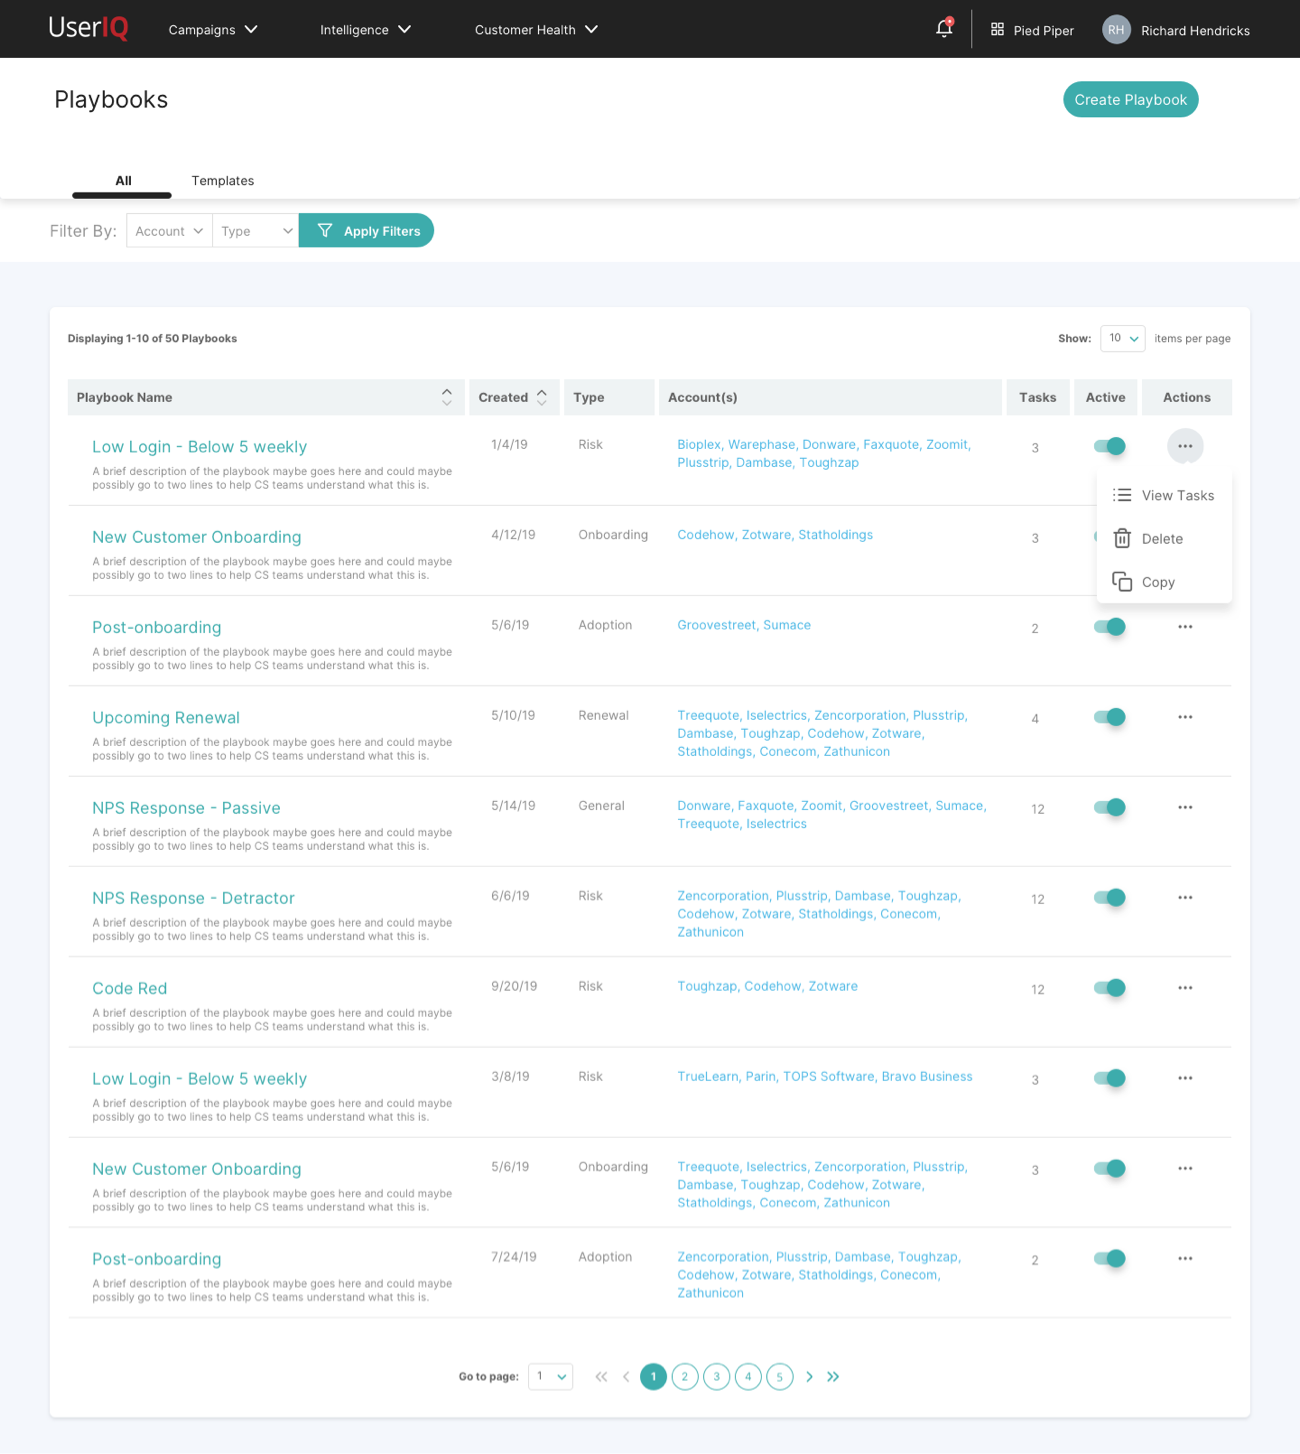 UserIQ Campaigns Intelligence Customer Health Pied Piper RH Richard Hendricks
Playbooks
Create Playbook
All Templates
Filter By: Account Type Apply Filters
Displaying 1-10 of 50 Playbooks
Show: 10 items per page
Playbook Name Created Type Account(s) Tasks Active Actions
Low Login - Below 5 weekly
A brief description of the playbook maybe goes here and could maybe
possibly go to two lines to help CS teams understand what this is.
1/4/19
Risk
Bioplex, Warephase, Donware, Faxquote, Zoomit,
Plusstrip, Dambase, Toughzap
3
View Tasks
Delete
Copy
New Customer Onboarding
A brief description of the playbook maybe goes here and could maybe
possibly go to two lines to help CS teams understand what this is.
4/12/19
Onboarding
Codehow, Zotware, Statholdings
3
Post-onboarding
A brief description of the playbook maybe goes here and could maybe
possibly go to two lines to help CS teams understand what this is.
5/6/19
Adoption
Groovestreet, Sumace
2
Upcoming Renewal
A brief description of the playbook maybe goes here and could maybe
possibly go to two lines to help CS teams understand what this is.
5/10/19
Renewal
Treequote, Iselectrics, Zencorporation, Plusstrip,
Dambase, Toughzap, Codehow, Zotware,
Statholdings, Conecom, Zathunicon
4
NPS Response - Passive
A brief description of the playbook maybe goes here and could maybe
possibly go to two lines to help CS teams understand what this is.
5/14/19
General
Donware, Faxquote, Zoomit, Groovestreet, Sumace,
Treequote, Iselectrics
12
NPS Response - Detractor
A brief description of the playbook maybe goes here and could maybe
possibly go to two lines to help CS teams understand what this is.
6/6/19
Risk
Zencorporation, Plusstrip, Dambase, Toughzap,
Codehow, Zotware, Statholdings, Conecom,
Zathunicon
12
Code Red
A brief description of the playbook maybe goes here and could maybe
possibly go to two lines to help CS teams understand what this is.
9/20/19
Risk
Toughzap, Codehow, Zotware
12
Low Login - Below 5 weekly
A brief description of the playbook maybe goes here and could maybe
possibly go to two lines to help CS teams understand what this is.
3/8/19
Risk
TrueLearn, Parin, TOPS Software, Bravo Business
3
New Customer Onboarding
A brief description of the playbook maybe goes here and could maybe
possibly go to two lines to help CS teams understand what this is.
5/6/19
Onboarding
Treequote, Iselectrics, Zencorporation, Plusstrip,
Dambase, Toughzap, Codehow, Zotware,
Statholdings, Conecom, Zathunicon
3
Post-onboarding
A brief description of the playbook maybe goes here and could maybe
possibly go to two lines to help CS teams understand what this is.
7/24/19
Adoption
Zencorporation, Plusstrip, Dambase, Toughzap,
Codehow, Zotware, Statholdings, Conecom,
Zathunicon
2
Go to page: 1 1 2 3 4 5